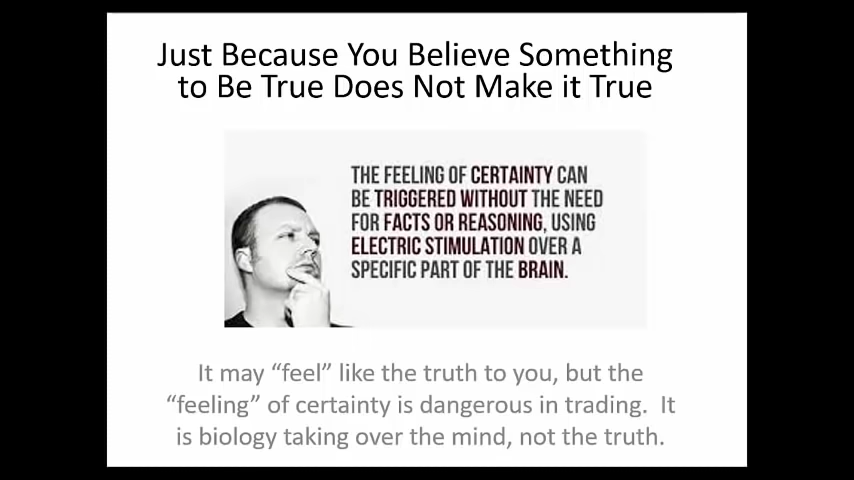 Just Because You Believe Something
to Be True Does Not Make it True
THE FEELING OF CERTAINTY CAN
BE TRIGGERED WITHOUT THE NEED
FOR FACTS OR REASONING, USING
ELECTRIC STIMULATION OVER A
SPECIFIC PART OF THE BRAIN.
It may “feel” like the truth to you, but the
“feeling” of certainty is dangerous in trading.  It
is biology taking over the mind, not the truth.